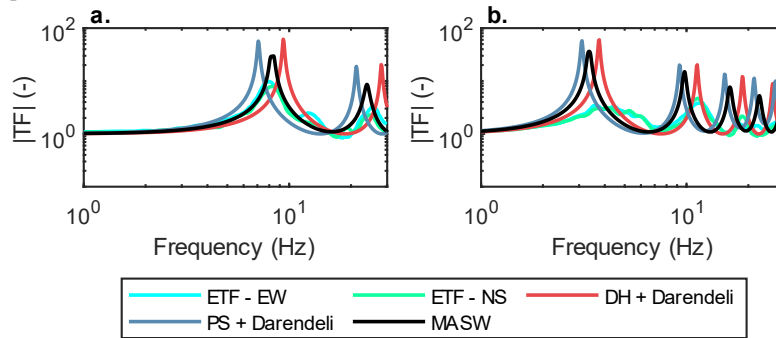 a.
b.
10^2
10^0
|TF| (-)
10^0
10^1
Frequency (Hz)
10^2
10^0
|TF| (-)
10^0
10^1
Frequency (Hz)
ETF - EW
ETF - NS
DH + Darendeli
PS + Darendeli
MASW